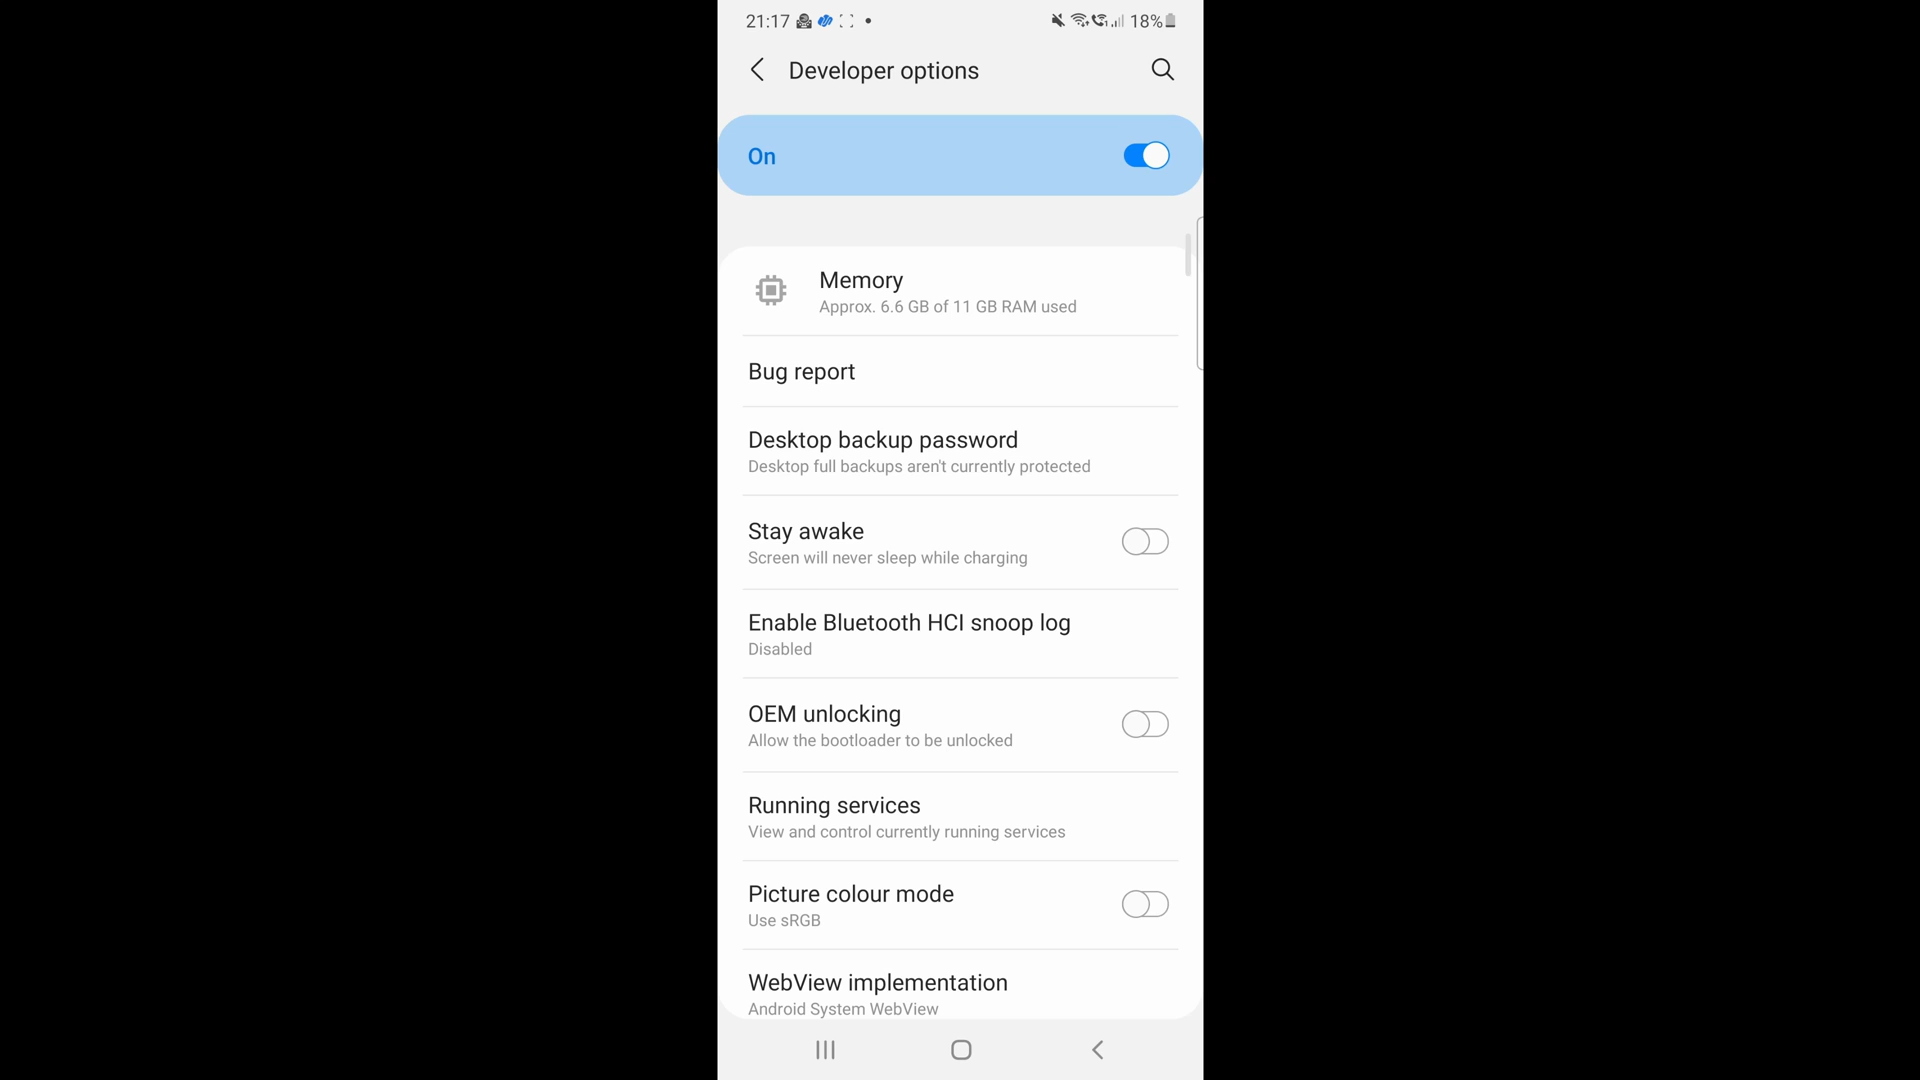 21:17 18%
Developer options
On
Memory
Approx. 6.6 GB of 11 GB RAM used
Bug report
Desktop backup password
Desktop full backups aren't currently protected
Stay awake
Screen will never sleep while charging
Enable Bluetooth HCI snoop log
Disabled
OEM unlocking
Allow the bootloader to be unlocked
Running services
View and control currently running services
Picture colour mode
Use sRGB
WebView implementation
Android System WebView